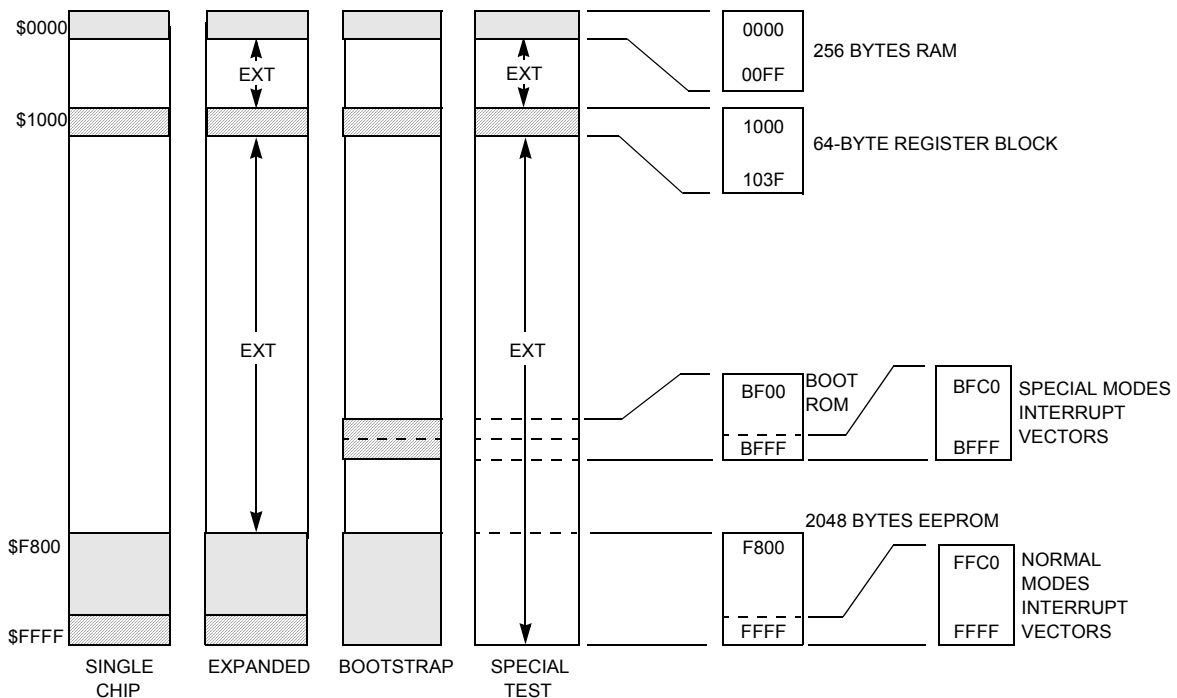 $0000
EXT
EXT
0000
00FF
256 BYTES RAM
$1000
1000
103F
64-BYTE REGISTER BLOCK
EXT
EXT
BF00
BFFF
BOOT
ROM
BFC0
BFFF
SPECIAL MODES
INTERRUPT
VECTORS
2048 BYTES EEPROM
$F800
F800
FFFF
FFC0
FFFF
NORMAL
MODES
INTERRUPT
VECTORS
$FFFF
SINGLE
CHIP
EXPANDED
BOOTSTRAP
SPECIAL
TEST